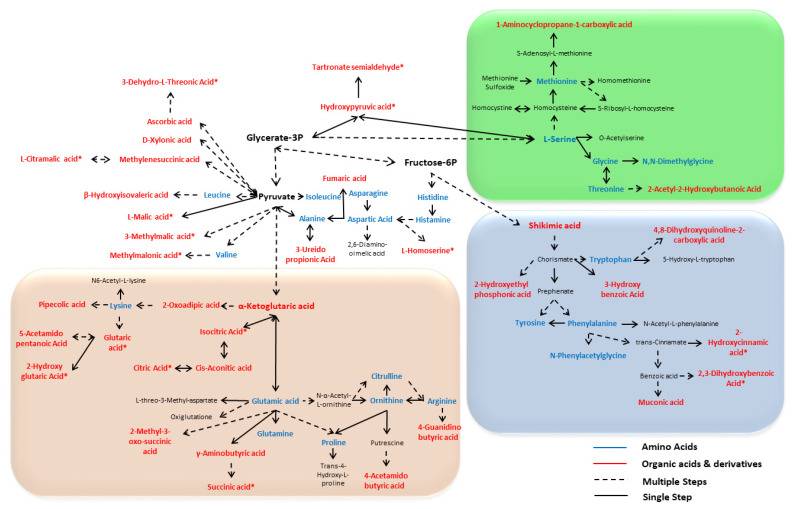 1-Aminocyclopropane-1-carboxylic acid
S-Adenosyl-L-methionine
Methionine
Sulfoxide
Methionine
Homomethionine
Homocystine
Homocysteine
S-Ribosyl-L-homocysteine
L-Serine
O-Acetylserine
Glycine
N,N-Dimethylglycine
Threonine
2-Acetyl-2-Hydroxybutanoic Acid
Tartronate semialdehyde*
Hydroxypyruvic acid*
3-Dehydro-L-Threonic Acid*
Ascorbic acid
D-Xylonic acid
L-Citramalic acid*
Methylenesuccinic acid
Glycerate-3P
Fructose-6P
β-Hydroxyisovaleric acid
Leucine
Pyruvate
Isoleucine
Fumaric acid
Asparagine
Histidine
L-Malic acid*
Alanine
Aspartic Acid
Histamine
3-Methylmalic acid*
Methylmalonic acid*
Valine
3-Ureido
propionic Acid
2,6-Diamino-
oimelic acid
L-Homoserine*
Shikimic acid
4,8-Dihydroxyquinoline-2-
carboxylic acid
Chorismate
Tryptophan
5-Hydroxy-L-tryptophan
2-Hydroxyethyl
phosphonic acid
3-Hydroxy
benzoic Acid
Prephenate
Tyrosine
Phenylalanine
N-Acetyl-L-phenylalanine
N-Phenylacetylglycine
trans-Cinnamate
2-
Hydroxycinnamic
acid*
Benzoic acid
2,3-Dihydroxybenzoic
Acid*
Muconic acid
N6-Acetyl-L-lysine
Pipecolic acid
Lysine
2-Oxoadipic acid
α-Ketoglutaric acid
5-Acetamido
pentanoic Acid
Glutaric
acid*
Isocitric Acid*
2-Hydroxy
glutaric Acid*
Citric Acid*
Cis-Aconitic acid
L-threo-3-Methyl-aspartate
Glutamic acid
N-α-Acetyl-
L-ornithine
Citrulline
Ornithine
Arginine
Oxiglutatione
2-Methyl-3-
oxo-succinic
acid
Glutamine
Proline
Putrescine
4-Guanidino
butyric acid
γ-Aminobutyric acid
Trans-4-
Hydroxy-L-
proline
4-Acetamido
butyric acid
Succinic acid*
Amino Acids
Organic acids & derivatives
Multiple Steps
Single Step